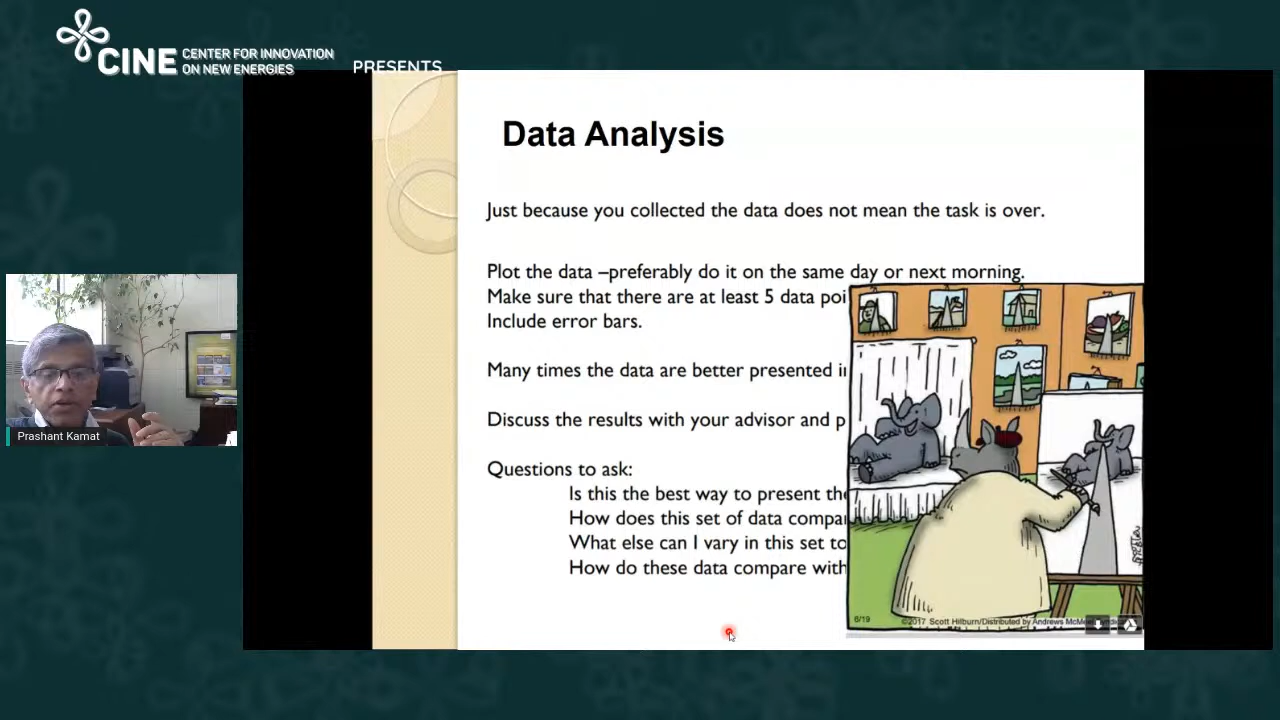 CINE CENTER FOR INNOVATION
ON NEW ENERGIES
PRESENTS
Data Analysis
Just because you collected the data does not mean the task is over.
Plot the data –preferably do it on the same day or next morning.
Make sure that there are at least 5 data poi
Include error bars.
Many times the data are better presented i
Discuss the results with your advisor and p
Questions to ask:
Is this the best way to present the
How does this set of data compa
What else can I vary in this set to
How do these data compare with
Prashant Kamat
6/19
©2017 Scott Hilburn/Distributed by Andrews McMeel